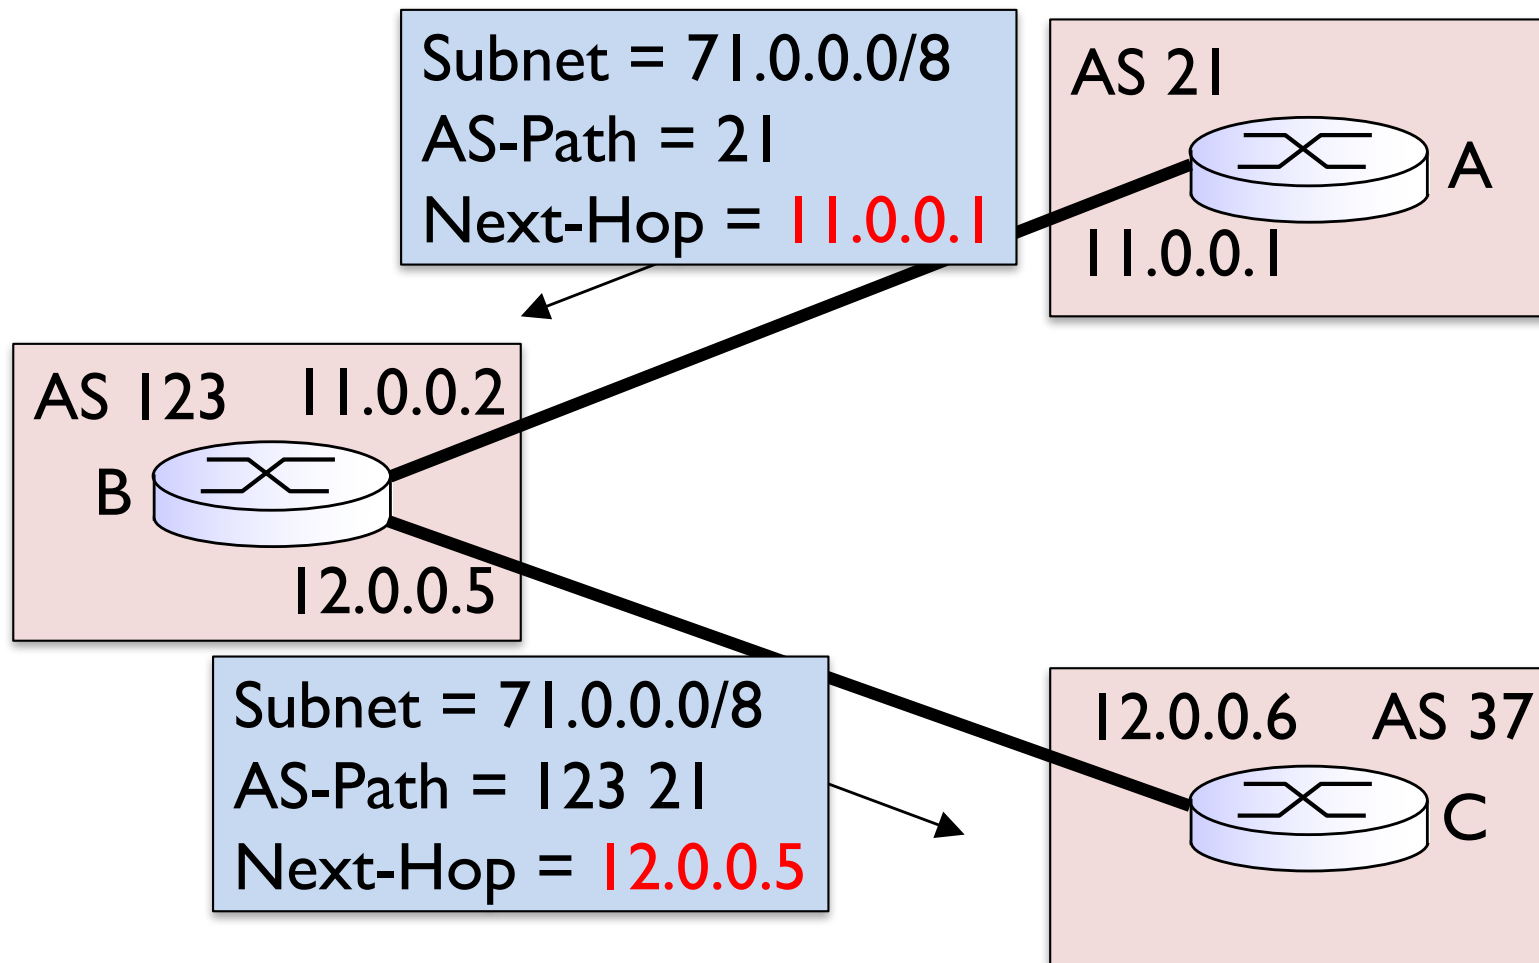 Subnet = 71.0.0.0/8
AS-Path = 21
Next-Hop = 11.0.0.1
AS 21
A
11.0.0.1
AS 123 11.0.0.2
B
12.0.0.5
Subnet = 71.0.0.0/8
AS-Path = 123 21
Next-Hop = 12.0.0.5
12.0.0.6 AS 37
C